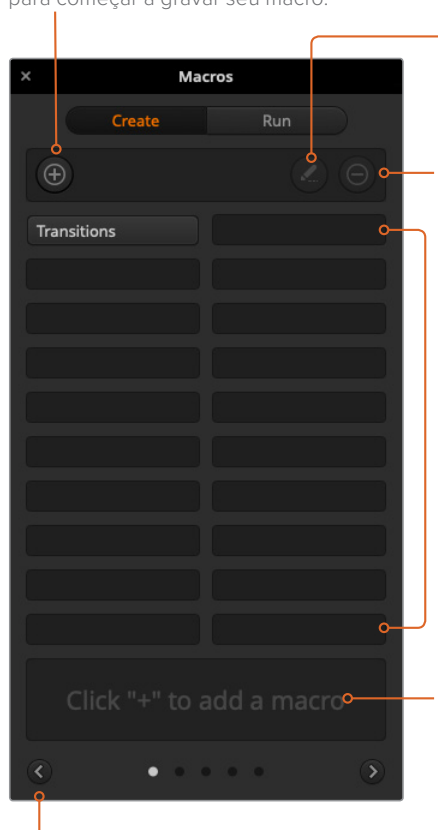 para começar a gravar seu macro.
Macros
Create Run
Transitions
Click "+" to add a macro